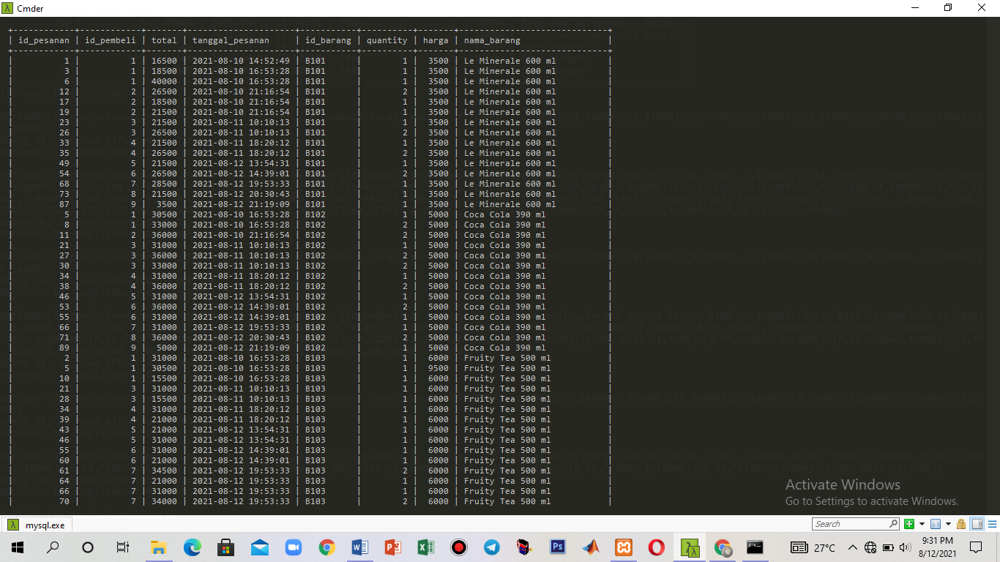 Cmder
| id_pesanan | id_pembeli | total | tanggal_pesanan | id_barang | quantity | harga | nama_barang |
| 1 | 1 | 16500 | 2021-08-10 14:52:49 | B101 | 1 | 3500 | Le Minerale 600 ml |
| 3 | 1 | 18500 | 2021-08-10 16:53:28 | B101 | 1 | 3500 | Le Minerale 600 ml |
| 6 | 1 | 40000 | 2021-08-10 16:53:28 | B101 | 1 | 3500 | Le Minerale 600 ml |
| 12 | 2 | 26500 | 2021-08-10 21:16:54 | B101 | 2 | 3500 | Le Minerale 600 ml |
| 17 | 2 | 18500 | 2021-08-10 21:16:54 | B101 | 1 | 3500 | Le Minerale 600 ml |
| 19 | 2 | 21500 | 2021-08-10 21:16:54 | B101 | 1 | 3500 | Le Minerale 600 ml |
| 23 | 3 | 21500 | 2021-08-11 10:10:13 | B101 | 1 | 3500 | Le Minerale 600 ml |
| 26 | 3 | 26500 | 2021-08-11 10:10:13 | B101 | 2 | 3500 | Le Minerale 600 ml |
| 33 | 4 | 21500 | 2021-08-11 18:20:12 | B101 | 1 | 3500 | Le Minerale 600 ml |
| 35 | 4 | 26500 | 2021-08-11 18:20:12 | B101 | 2 | 3500 | Le Minerale 600 ml |
| 49 | 5 | 21500 | 2021-08-12 13:54:31 | B101 | 1 | 3500 | Le Minerale 600 ml |
| 54 | 6 | 26500 | 2021-08-12 14:39:01 | B101 | 2 | 3500 | Le Minerale 600 ml |
| 68 | 7 | 28500 | 2021-08-12 19:53:33 | B101 | 1 | 3500 | Le Minerale 600 ml |
| 73 | 8 | 21500 | 2021-08-12 20:30:43 | B101 | 1 | 3500 | Le Minerale 600 ml |
| 87 | 9 | 3500 | 2021-08-12 21:19:09 | B101 | 1 | 3500 | Le Minerale 600 ml |
| 5 | 1 | 30500 | 2021-08-10 16:53:28 | B102 | 1 | 5000 | Coca Cola 390 ml |
| 8 | 1 | 33000 | 2021-08-10 16:53:28 | B102 | 2 | 5000 | Coca Cola 390 ml |
| 11 | 2 | 36000 | 2021-08-10 21:16:54 | B102 | 2 | 5000 | Coca Cola 390 ml |
| 21 | 3 | 31000 | 2021-08-11 10:10:13 | B102 | 1 | 5000 | Coca Cola 390 ml |
| 27 | 3 | 36000 | 2021-08-11 10:10:13 | B102 | 2 | 5000 | Coca Cola 390 ml |
| 30 | 3 | 33000 | 2021-08-11 10:10:13 | B102 | 2 | 5000 | Coca Cola 390 ml |
| 34 | 4 | 31000 | 2021-08-11 18:20:12 | B102 | 1 | 5000 | Coca Cola 390 ml |
| 38 | 4 | 36000 | 2021-08-11 18:20:12 | B102 | 2 | 5000 | Coca Cola 390 ml |
| 46 | 5 | 31000 | 2021-08-12 13:54:31 | B102 | 1 | 5000 | Coca Cola 390 ml |
| 53 | 6 | 36000 | 2021-08-12 14:39:01 | B102 | 2 | 5000 | Coca Cola 390 ml |
| 55 | 6 | 31000 | 2021-08-12 14:39:01 | B102 | 1 | 5000 | Coca Cola 390 ml |
| 66 | 7 | 31000 | 2021-08-12 19:53:33 | B102 | 1 | 5000 | Coca Cola 390 ml |
| 71 | 8 | 36000 | 2021-08-12 20:30:43 | B102 | 2 | 5000 | Coca Cola 390 ml |
| 89 | 9 | 5000 | 2021-08-12 21:19:09 | B102 | 1 | 5000 | Coca Cola 390 ml |
| 2 | 1 | 31000 | 2021-08-10 16:53:28 | B103 | 1 | 6000 | Fruity Tea 500 ml |
| 5 | 1 | 30500 | 2021-08-10 16:53:28 | B103 | 1 | 9500 | Fruity Tea 500 ml |
| 10 | 1 | 15500 | 2021-08-10 16:53:28 | B103 | 1 | 6000 | Fruity Tea 500 ml |
| 21 | 3 | 31000 | 2021-08-11 10:10:13 | B103 | 1 | 6000 | Fruity Tea 500 ml |
| 28 | 3 | 15500 | 2021-08-11 10:10:13 | B103 | 1 | 6000 | Fruity Tea 500 ml |
| 34 | 4 | 31000 | 2021-08-11 18:20:12 | B103 | 1 | 6000 | Fruity Tea 500 ml |
| 39 | 4 | 21000 | 2021-08-11 18:20:12 | B103 | 1 | 6000 | Fruity Tea 500 ml |
| 43 | 5 | 21000 | 2021-08-12 13:54:31 | B103 | 1 | 6000 | Fruity Tea 500 ml |
| 46 | 5 | 31000 | 2021-08-12 13:54:31 | B103 | 1 | 6000 | Fruity Tea 500 ml |
| 55 | 6 | 31000 | 2021-08-12 14:39:01 | B103 | 1 | 6000 | Fruity Tea 500 ml |
| 60 | 6 | 21000 | 2021-08-12 14:39:01 | B103 | 1 | 6000 | Fruity Tea 500 ml |
| 61 | 7 | 34500 | 2021-08-12 19:53:33 | B103 | 2 | 6000 | Fruity Tea 500 ml |
| 64 | 7 | 21000 | 2021-08-12 19:53:33 | B103 | 1 | 6000 | Fruity Tea 500 ml |
| 66 | 7 | 31000 | 2021-08-12 19:53:33 | B103 | 1 | 6000 | Fruity Tea 500 ml |
| 70 | 7 | 34000 | 2021-08-12 19:53:33 | B103 | 2 | 6000 | Fruity Tea 500 ml |
Activate Windows
Go to Settings to activate Windows.
mysql.exe
Search
27°C
9:31 PM
8/12/2021